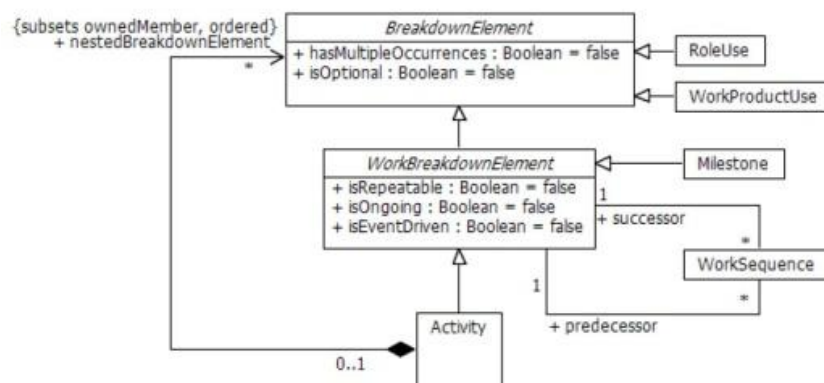 {subsets ownedMember, ordered}
+ nestedBreakdownElement
*
BreakdownElement
+ hasMultipleOccurrences : Boolean = false
+ isOptional : Boolean = false
RoleUse
WorkProductUse
WorkBreakdownElement
+ isRepeatable : Boolean = false
+ isOngoing : Boolean = false
+ isEventDriven : Boolean = false
Milestone
1
+ successor
*
WorkSequence
1
*
+ predecessor
Activity
0..1